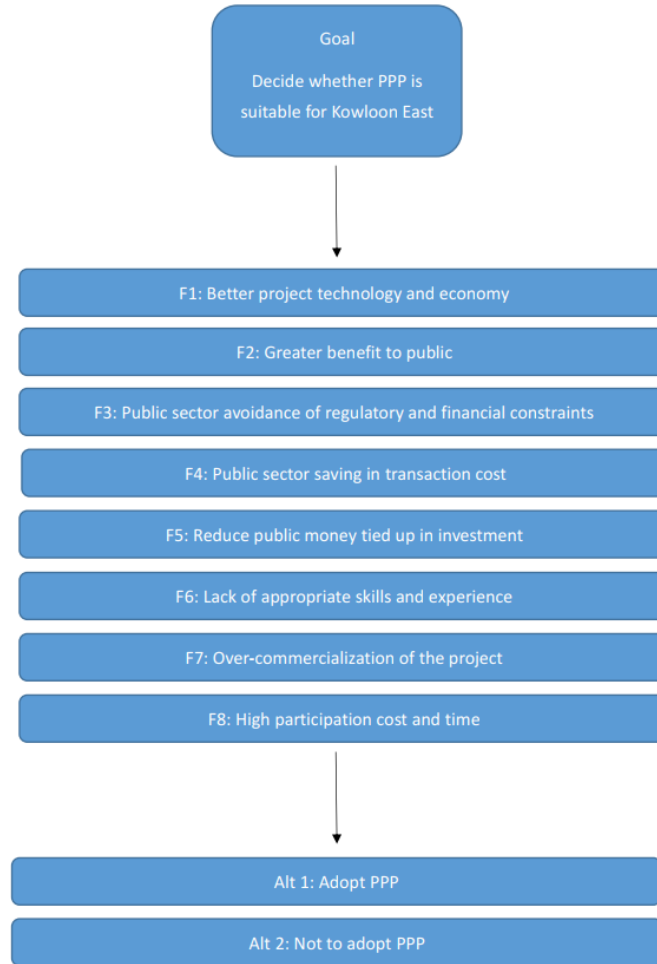 Goal
Decide whether PPP is
suitable for Kowloon East
F1: Better project technology and economy
F2: Greater benefit to public
F3: Public sector avoidance of regulatory and financial constraints
F4: Public sector saving in transaction cost
F5: Reduce public money tied up in investment
F6: Lack of appropriate skills and experience
F7: Over-commercialization of the project
F8: High participation cost and time
Alt 1: Adopt PPP
Alt 2: Not to adopt PPP